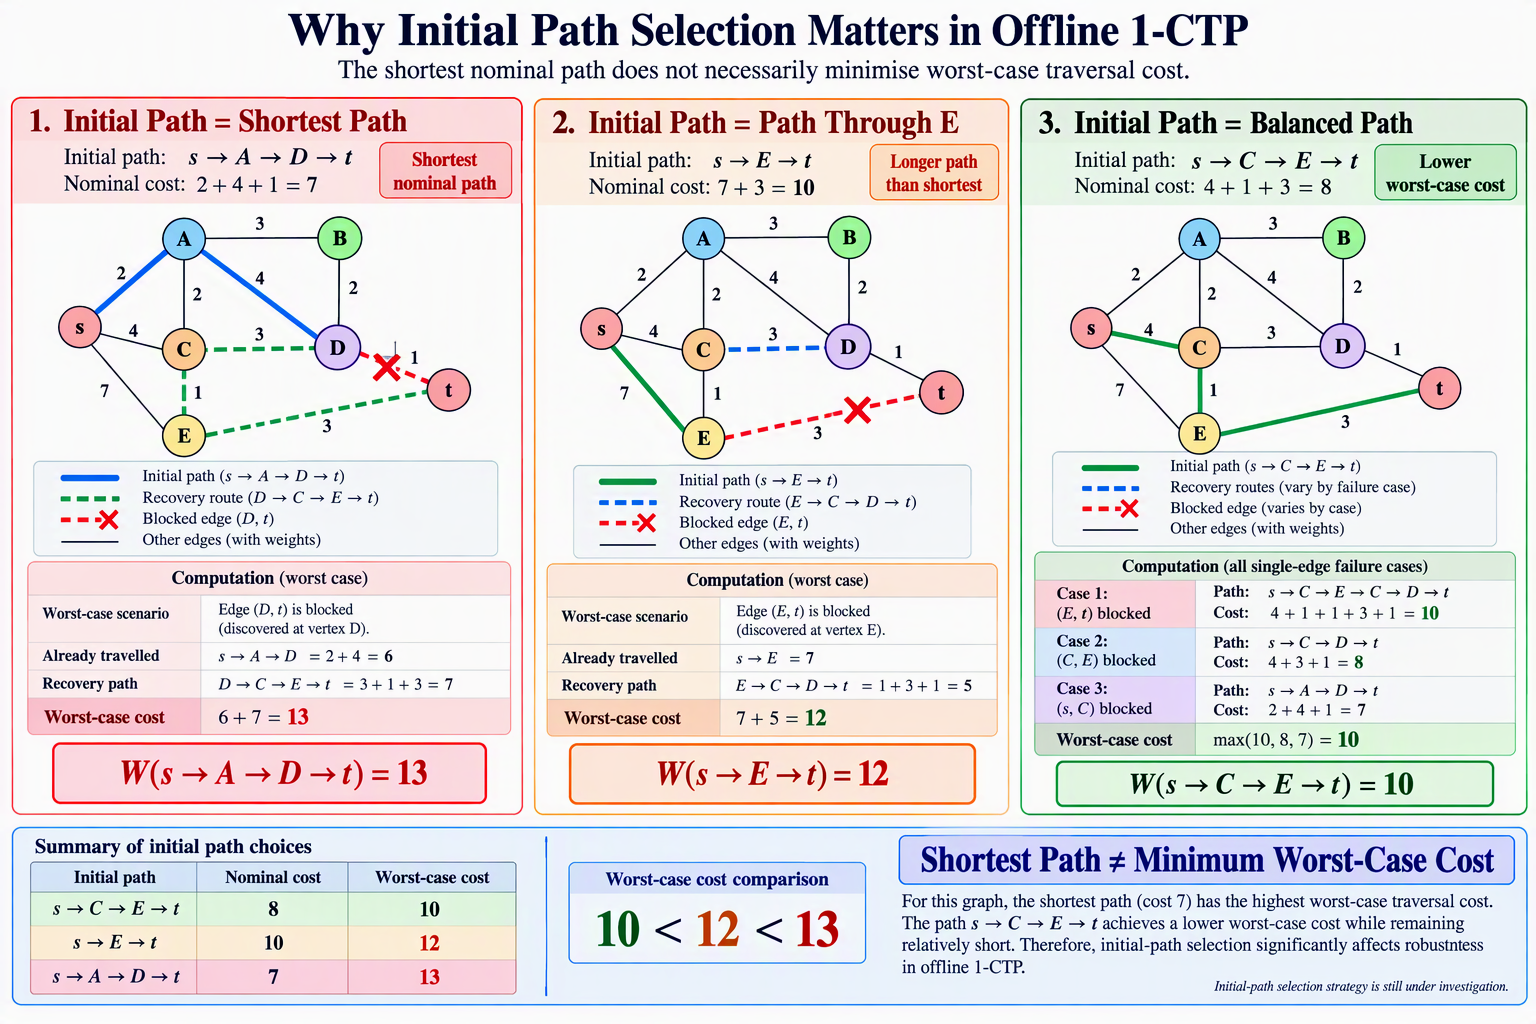 Why Initial Path Selection Matters in Offline 1-CTP
The shortest nominal path does not necessarily minimise worst-case traversal cost.
1. Initial Path = Shortest Path
Initial path: s → A → D → t
Nominal cost: 2 + 4 + 1 = 7
Shortest
nominal path
A
B
s
C
D
E
t
3
2
4
2
2
4
3
1
7
1
3
Initial path (s → A → D → t)
Recovery route (D → C → E → t)
Blocked edge (D, t)
Other edges (with weights)
Computation (worst case)
Worst-case scenario
Edge (D, t) is blocked
(discovered at vertex D).
Already travelled s → A → D = 2 + 4 = 6
Recovery path D → C → E → t = 3 + 1 + 3 = 7
Worst-case cost 6 + 7 = 13
W(s → A → D → t) = 13
2. Initial Path = Path Through E
Initial path: s → E → t
Nominal cost: 7 + 3 = 10
Longer path
than shortest
A
B
s
C
D
E
t
3
2
4
2
2
4
3
1
7
1
3
Initial path (s → E → t)
Recovery route (E → C → D → t)
Blocked edge (E, t)
Other edges (with weights)
Computation (worst case)
Worst-case scenario
Edge (E, t) is blocked
(discovered at vertex E).
Already travelled s → E = 7
Recovery path E → C → D → t = 1 + 3 + 1 = 5
Worst-case cost 7 + 5 = 12
W(s → E → t) = 12
3. Initial Path = Balanced Path
Initial path: s → C → E → t
Nominal cost: 4 + 1 + 3 = 8
Lower
worst-case cost
A
B
s
C
D
E
t
3
2
4
2
2
4
3
1
7
1
3
Initial path (s → C → E → t)
Recovery routes (vary by failure case)
Blocked edge (varies by case)
Other edges (with weights)
Computation (all single-edge failure cases)
Case 1:
(E, t) blocked
Path: s → C → E → C → D → t
Cost: 4 + 1 + 1 + 3 + 1 = 10
Case 2:
(C, E) blocked
Path: s → C → D → t
Cost: 4 + 3 + 1 = 8
Case 3:
(s, C) blocked
Path: s → A → D → t
Cost: 2 + 4 + 1 = 7
Worst-case cost max(10, 8, 7) = 10
W(s → C → E → t) = 10
Summary of initial path choices
Initial path Nominal cost Worst-case cost
s → C → E → t 8 10
s → E → t 10 12
s → A → D → t 7 13
Worst-case cost comparison
10 < 12 < 13
Shortest Path ≠ Minimum Worst-Case Cost
For this graph, the shortest path (cost 7) has the highest worst-case traversal cost.
The path s → C → E → t achieves a lower worst-case cost while remaining
relatively short. Therefore, initial-path selection significantly affects robustness
in offline 1-CTP.
Initial-path selection strategy is still under investigation.